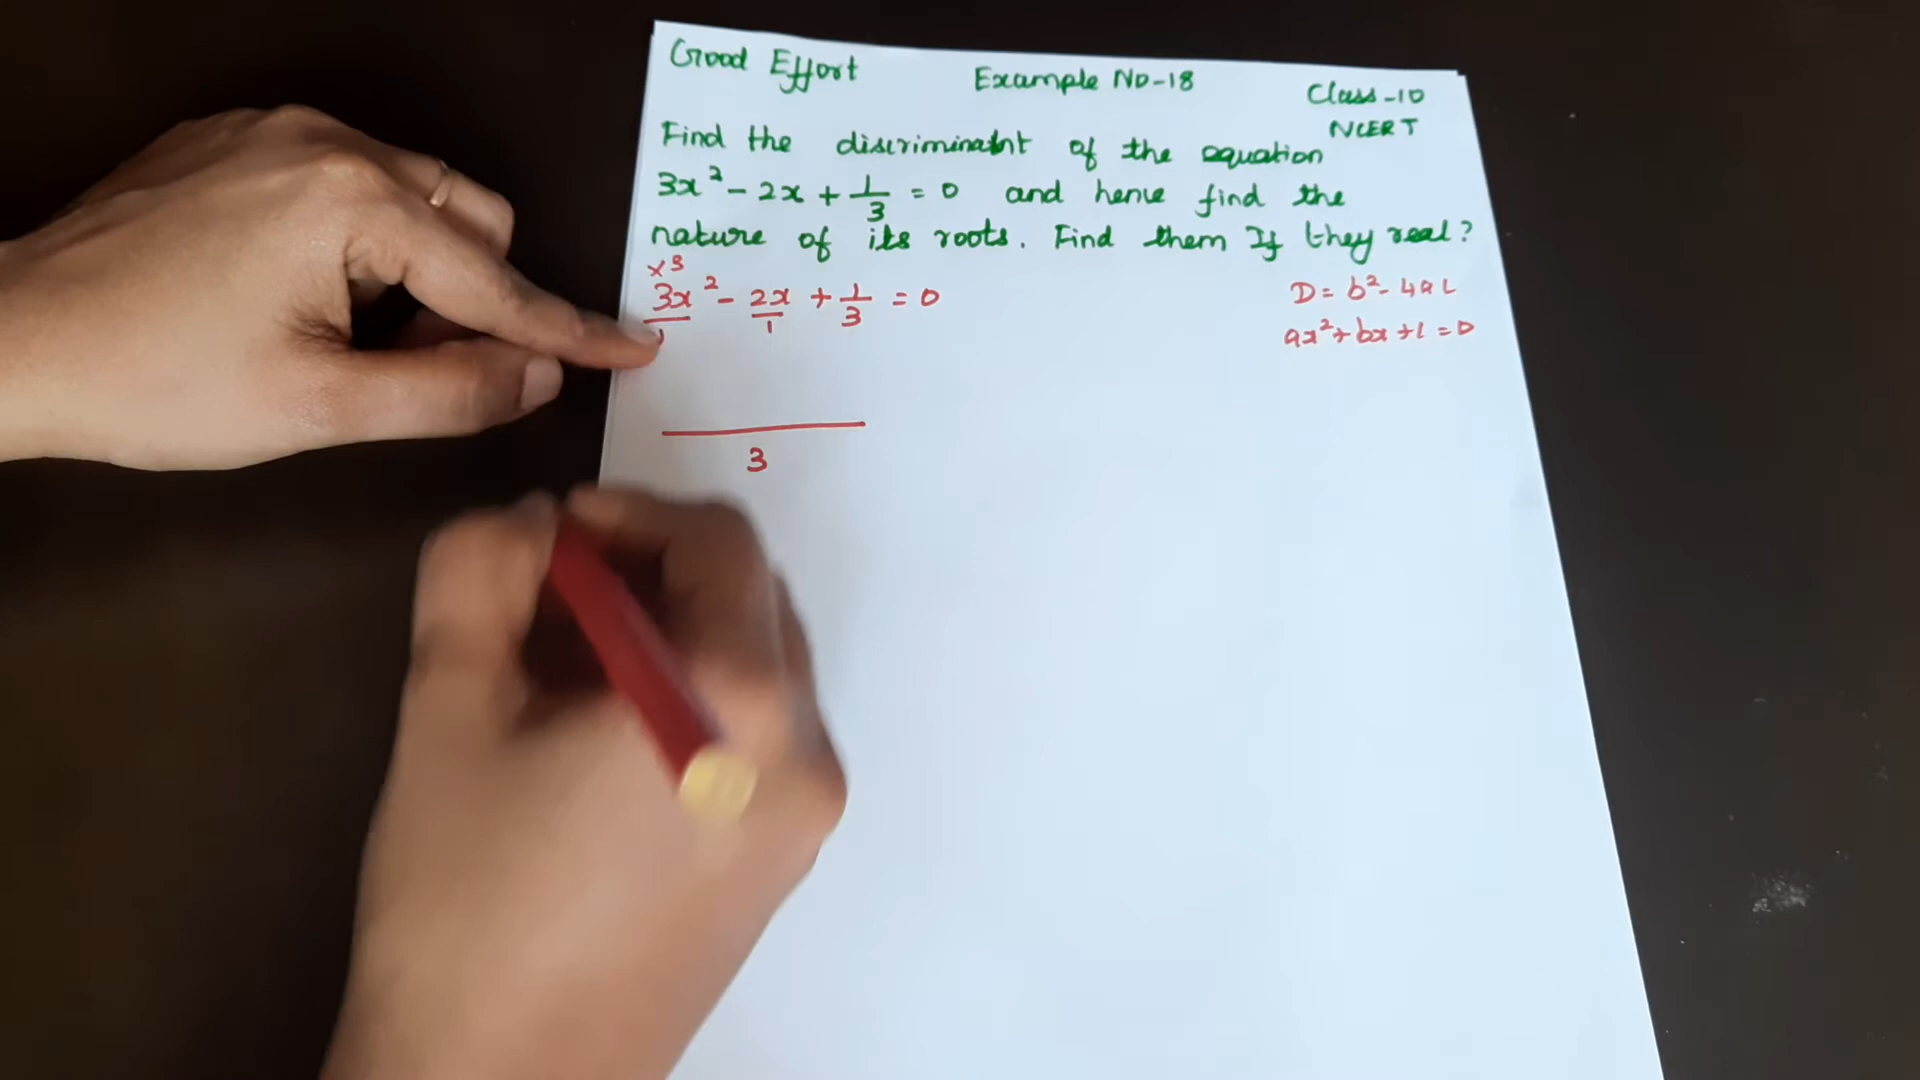 Good Effort Example No-18 Class-10
NCERT
Find the discriminant of the equation
3x² - 2x + 1/3 = 0 and hence find the
nature of its roots. Find them If they real?
x3
3x²/1 - 2x/1 + 1/3 = 0
3
D = b² - 4ac
ax² + bx + c = 0